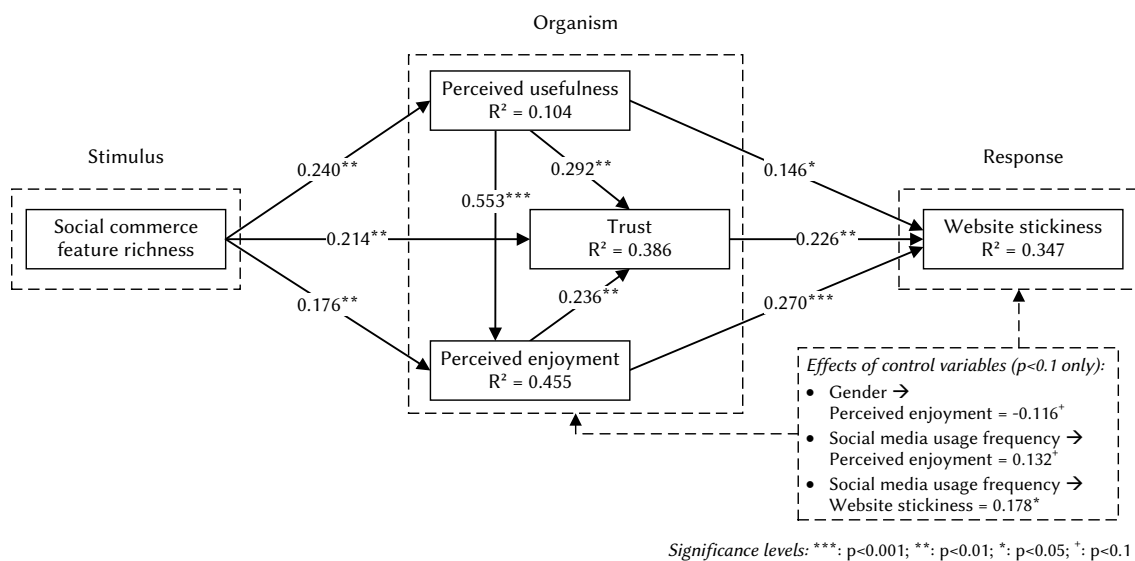 Organism
Perceived usefulness
R² = 0.104
Stimulus
Response
0.240**
0.292**
0.146*
0.553***
Social commerce
feature richness
0.214**
Trust
R² = 0.386
0.226**
Website stickiness
R² = 0.347
0.176**
0.236**
0.270***
Perceived enjoyment
R² = 0.455
Effects of control variables (p<0.1 only):
• Gender →
Perceived enjoyment = -0.116⁺
• Social media usage frequency →
Perceived enjoyment = 0.132⁺
• Social media usage frequency →
Website stickiness = 0.178*
Significance levels: ***: p<0.001; **: p<0.01; *: p<0.05; ⁺: p<0.1